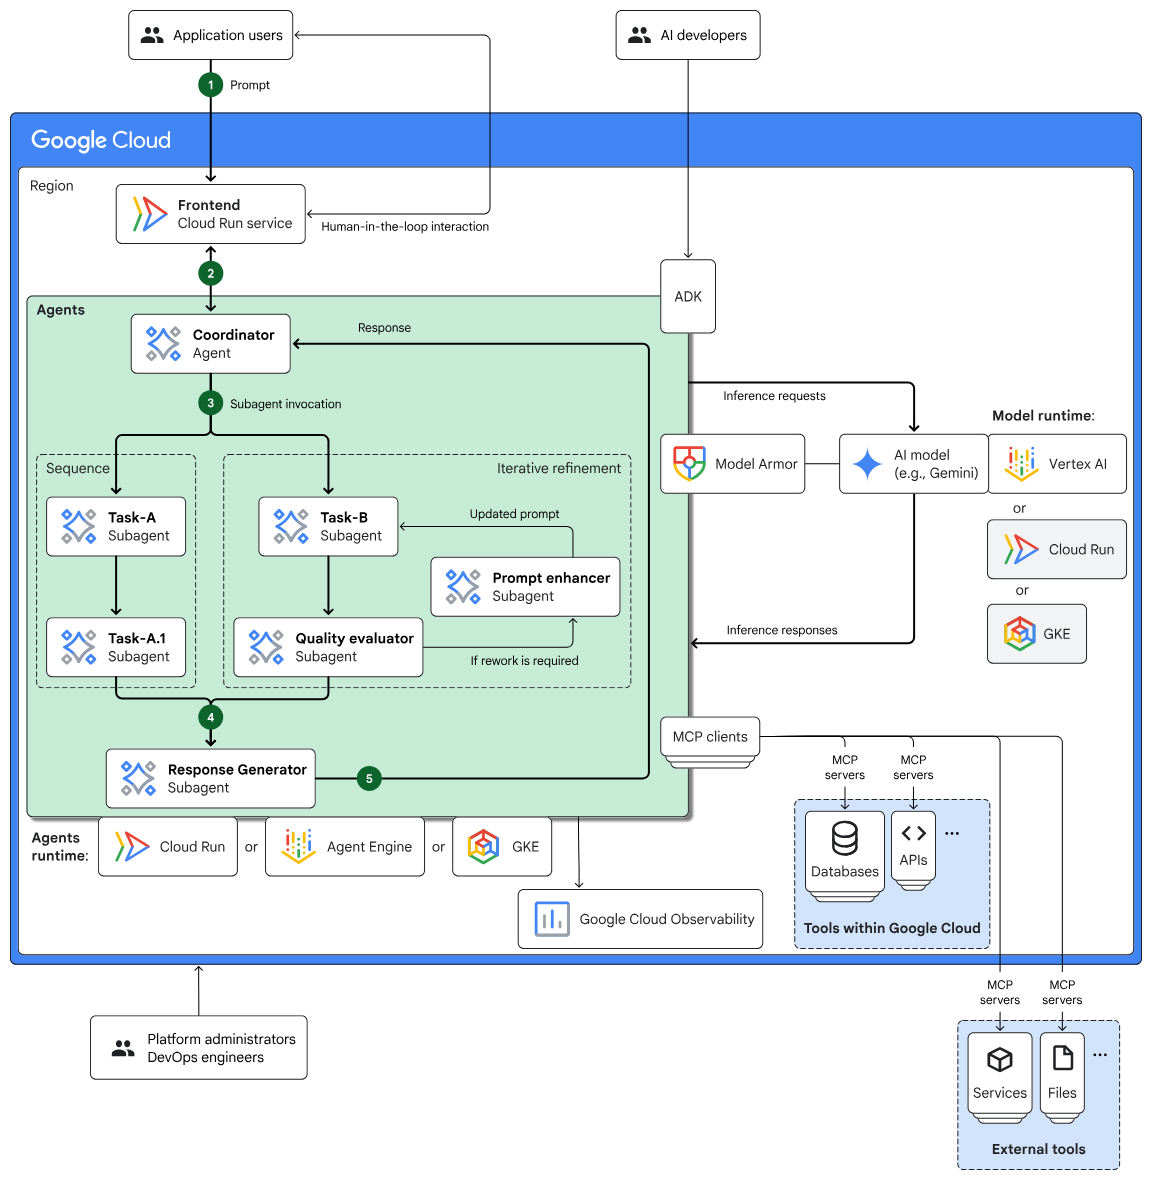 Application users
AI developers
1
Prompt
Google Cloud
Region
Frontend
Cloud Run service
Human-in-the-loop interaction
2
ADK
Agents
Coordinator
Agent
Response
3
Subagent invocation
Inference requests
Model runtime:
Sequence
Iterative refinement
Model Armor
AI model
(e.g., Gemini)
Vertex AI
or
Cloud Run
or
GKE
Task-A
Subagent
Task-B
Subagent
Updated prompt
Prompt enhancer
Subagent
Task-A.1
Subagent
Quality evaluator
Subagent
If rework is required
Inference responses
4
MCP clients
Response Generator
Subagent
5
MCP
servers
MCP
servers
Databases
APIs
...
Tools within Google Cloud
Agents
runtime:
Cloud Run
or
Agent Engine
or
GKE
Google Cloud Observability
MCP
servers
MCP
servers
Platform administrators
DevOps engineers
Services
Files
...
External tools